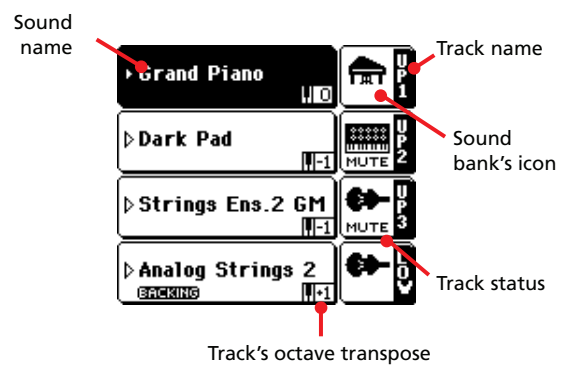 Sound
name
Track name
Grand Piano
0
UP1
Sound
bank's icon
Dark Pad
-1
MUTE
UP2
Strings Ens.2 GM
-1
MUTE
UP3
Track status
Analog Strings 2
BACKING
+1
LOW
Track's octave transpose